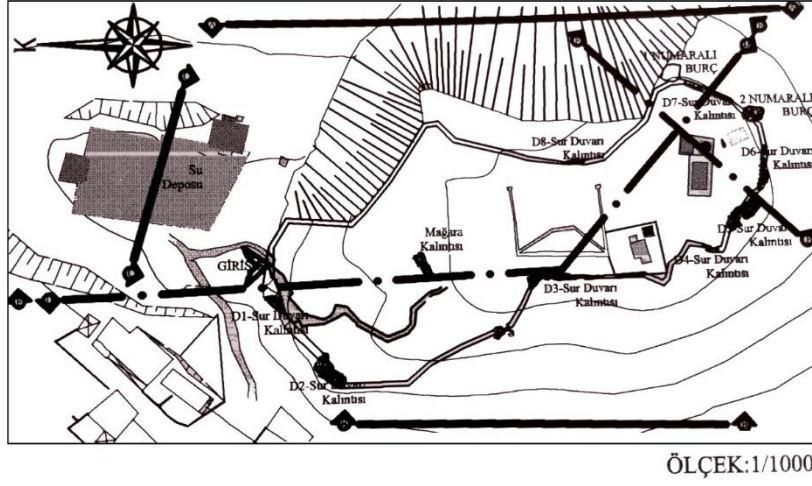 K
1 NUMARALI
BURÇ
D7-Sur Duvarı
Kalıntısı
2 NUMARALI
BURÇ
D8-Sur Duvarı
Kalıntısı
D6-Sur Duvarı
Kalıntısı
Su
Deposu
Mağara
Kalıntısı
D5-Sur Duvarı
Kalıntısı
GİRİŞ
D4-Sur Duvarı
Kalıntısı
D3-Sur Duvarı
Kalıntısı
D1-Sur Duvarı
Kalıntısı
D2-Sur Duvarı
Kalıntısı
ÖLÇEK:1/1000